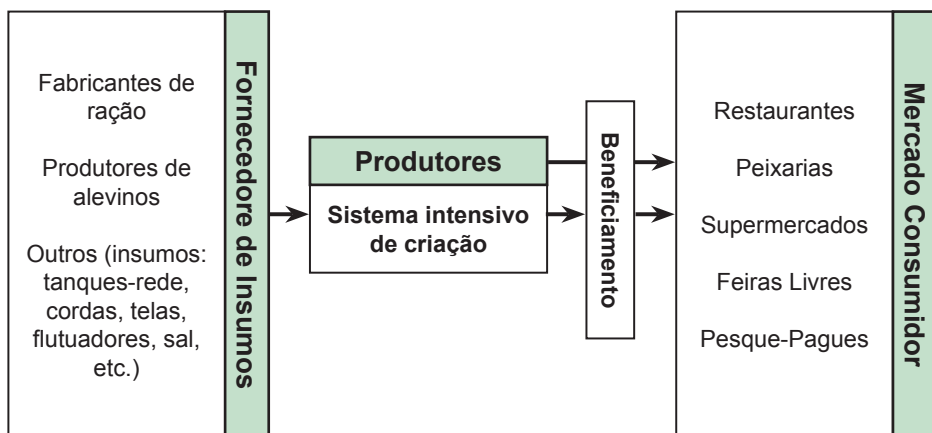 Fabricantes de
ração
Produtores de
alevinos
Outros (insumos:
tanques-rede,
cordas, telas,
flutuadores, sal,
etc.)
Fornecedore de Insumos
Produtores
Sistema intensivo
de criação
Beneficiamento
Restaurantes
Peixarias
Supermercados
Feiras Livres
Pesque-Pagues
Mercado Consumidor